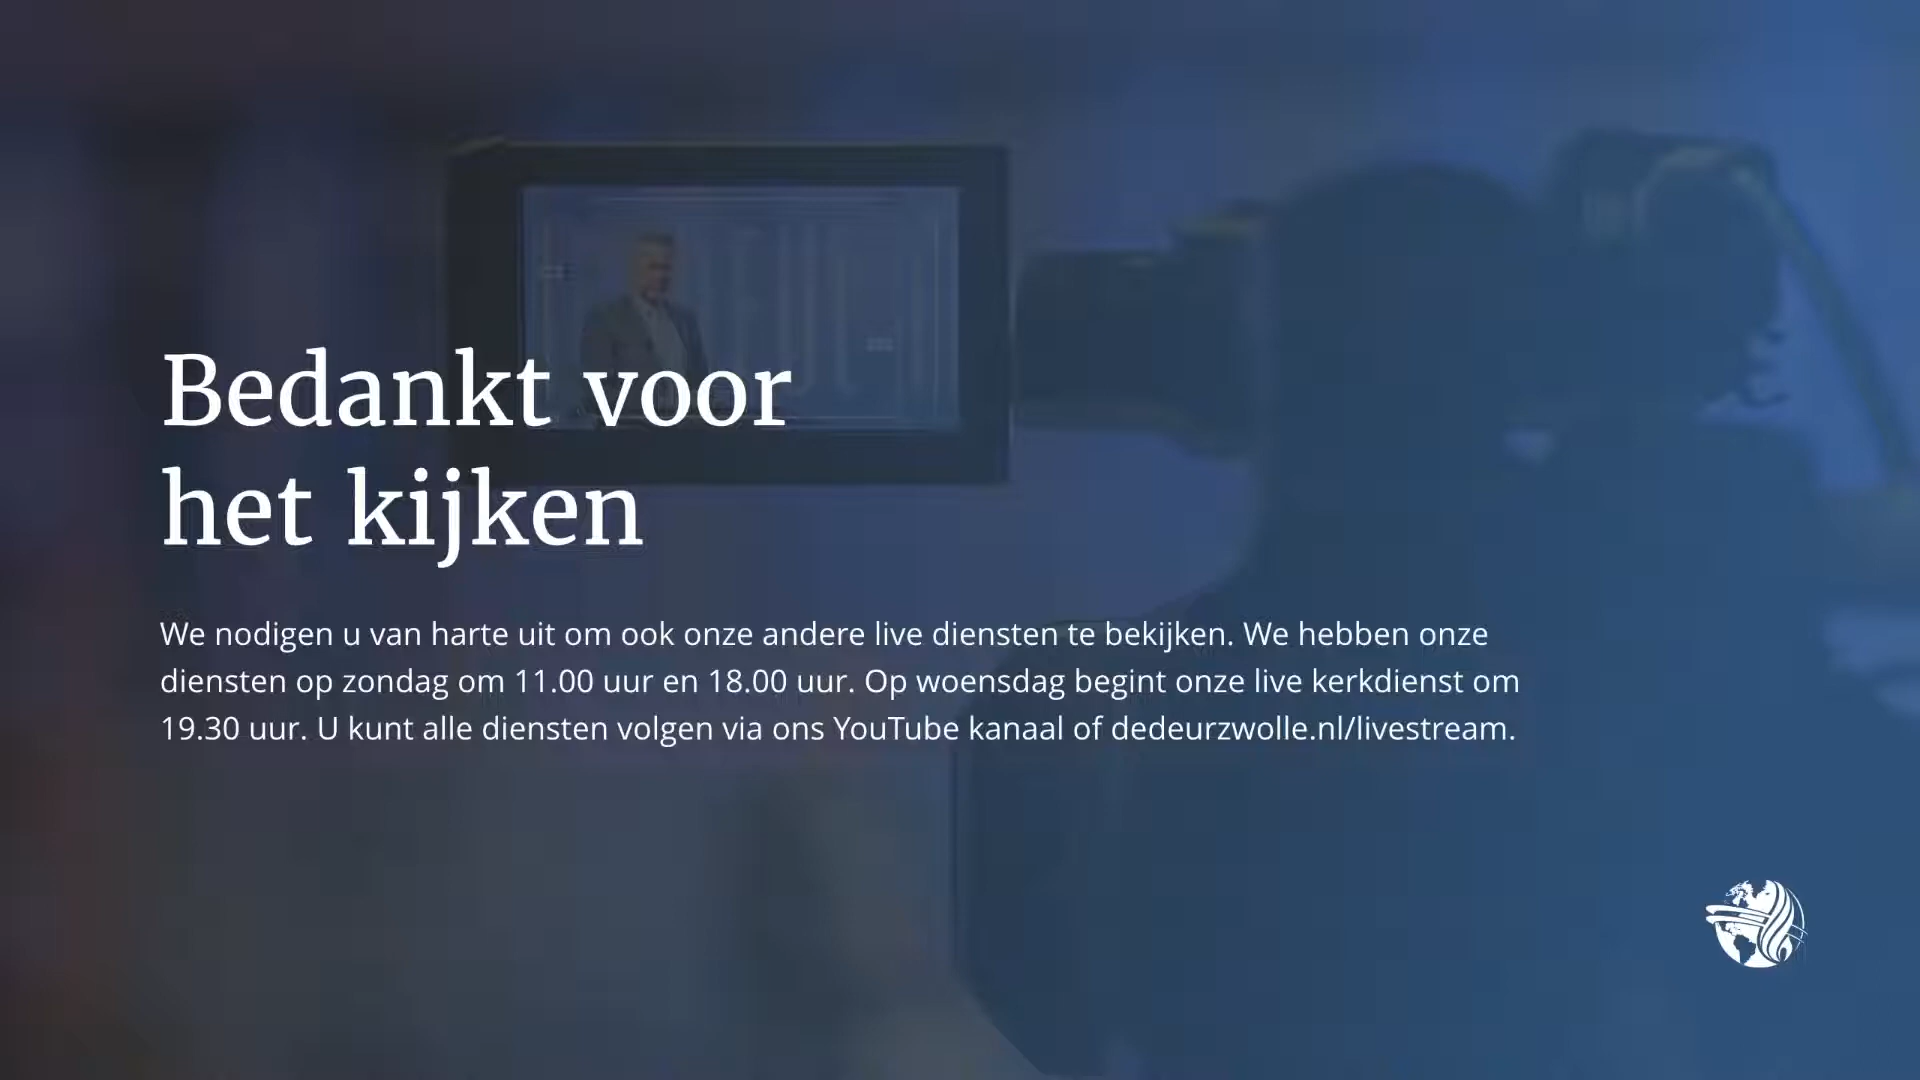 Bedankt voor
het kijken
We nodigen u van harte uit om ook onze andere live diensten te bekijken. We hebben onze
diensten op zondag om 11.00 uur en 18.00 uur. Op woensdag begint onze live kerkdienst om
19.30 uur. U kunt alle diensten volgen via ons YouTube kanaal of dedeurzwolle.nl/livestream.